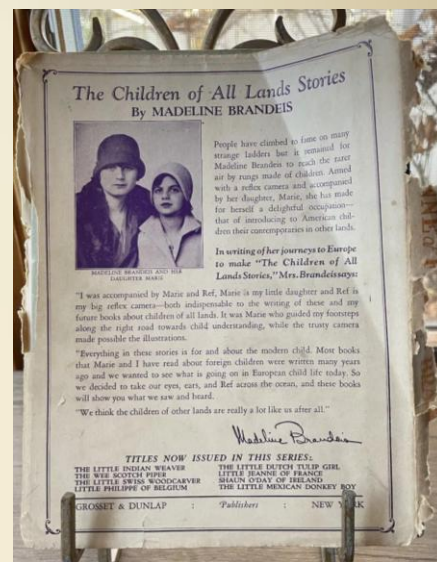 The Children of All Lands Stories
By MADELINE BRANDEIS
People have climbed to fame on many
strange ladders but it remained for
Madeline Brandeis to reach the rarer
air by rungs made of children. Armed
with a reflex camera and accompanied
by her daughter, Marie, she has made
for herself a delightful occupation—
that of introducing to American chil-
dren their contemporaries in other lands.
In writing of her journeys to Europe
to make "The Children of All
Lands Stories," Mrs. Brandeis says:
MADELINE BRANDEIS AND HER
DAUGHTER MARIE
"I was accompanied by Marie and Ref, Marie is my little daughter and Ref is
my big reflex camera—both indispensable to the writing of these and my
future books about children of all lands. It was Marie who guided my footsteps
along the right road towards child understanding, while the trusty camera
made possible the illustrations.
"Everything in these stories is for and about the modern child. Most books
that Marie and I have read about foreign children were written many years
ago and we wanted to see what is going on in European child life today. So
we decided to take our eyes, ears, and Ref across the ocean, and these books
will show you what we saw and heard.
"We think the children of other lands are really a lot like us after all."
Madeline Brandeis
TITLES NOW ISSUED IN THIS SERIES:
THE LITTLE INDIAN WEAVER THE LITTLE DUTCH TULIP GIRL
THE WEE SCOTCH PIPER LITTLE JEANNE OF FRANCE
THE LITTLE SWISS WOODCARVER SHAUN O'DAY OF IRELAND
LITTLE PHILIPPE OF BELGIUM THE LITTLE MEXICAN DONKEY BOY
GROSSET & DUNLAP : Publishers : NEW YORK